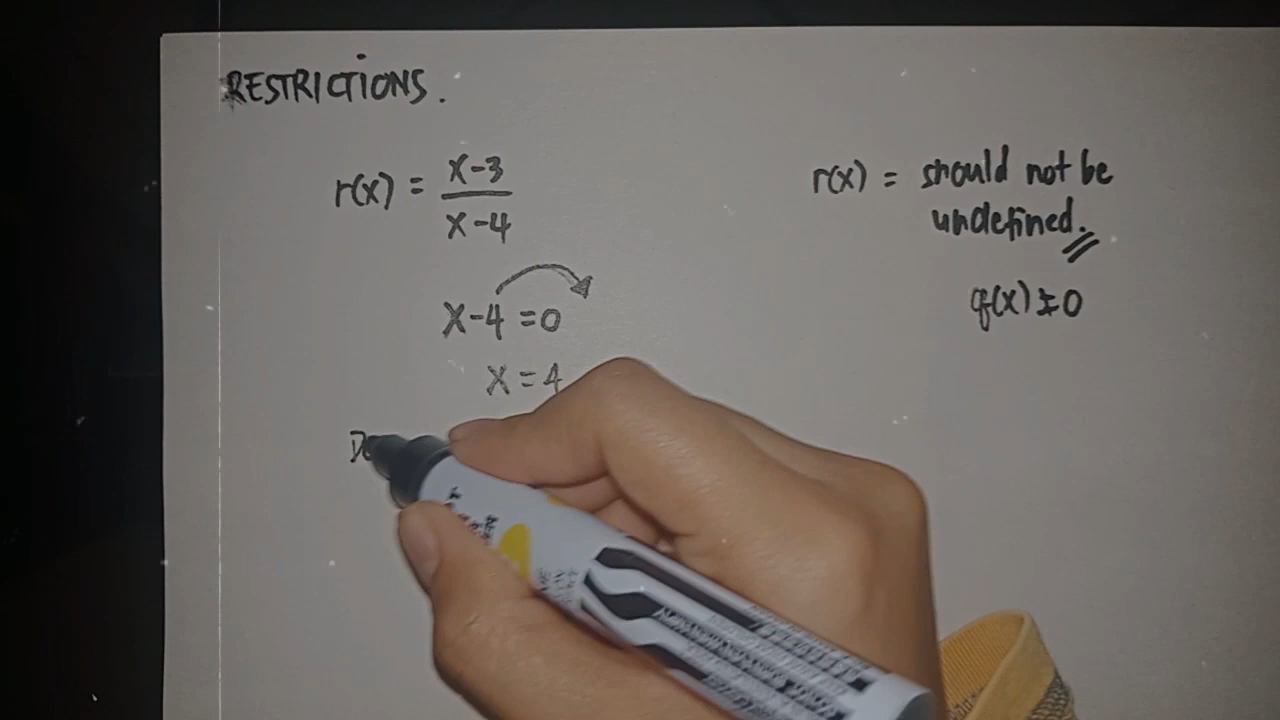 RESTRICTIONS.
r(x) = x-3
x-4
x-4 =0
x = 4
r(x) = should not be
undefined.
q(x) ≠ 0